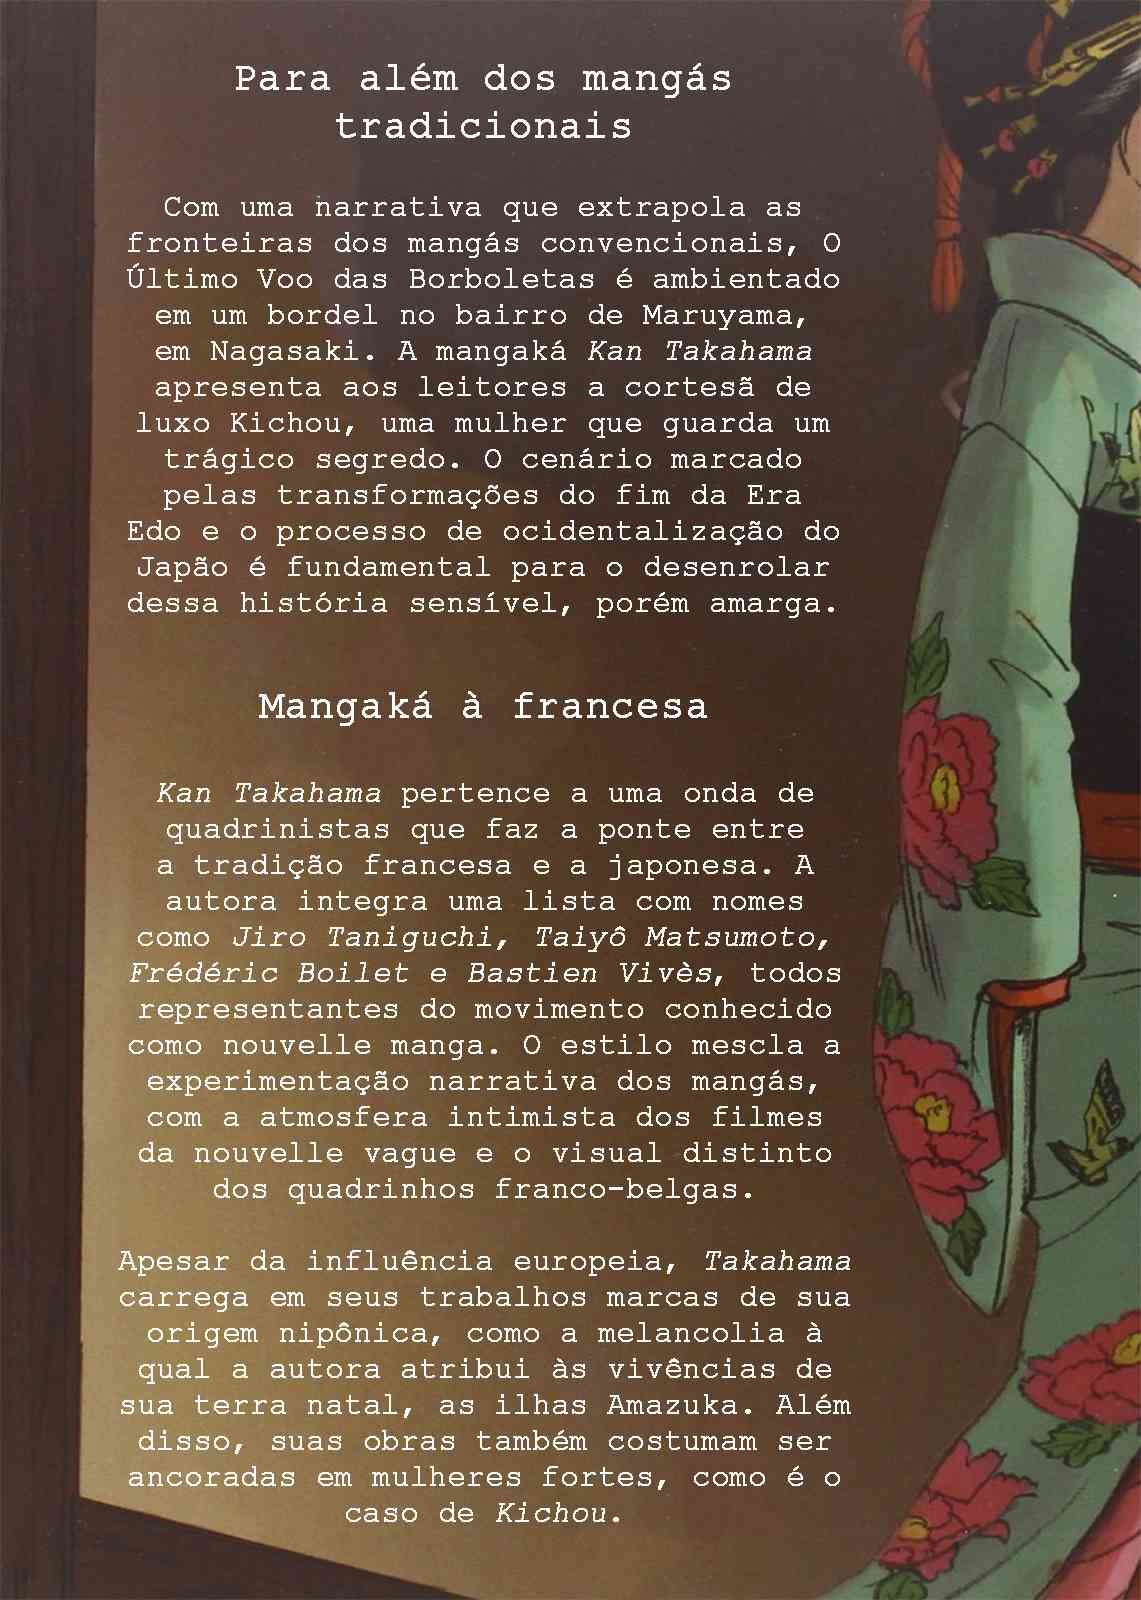 Para além dos mangás
tradicionais
Com uma narrativa que extrapola as
fronteiras dos mangás convencionais, O
Último Voo das Borboletas é ambientado
em um bordel no bairro de Maruyama,
em Nagasaki. A mangaká Kan Takahama
apresenta aos leitores a cortesã de
luxo Kichou, uma mulher que guarda um
trágico segredo. O cenário marcado
pelas transformações do fim da Era
Edo e o processo de ocidentalização do
Japão é fundamental para o desenrolar
dessa história sensível, porém amarga.
Mangaká à francesa
Kan Takahama pertence a uma onda de
quadrinistas que faz a ponte entre
a tradição francesa e a japonesa. A
autora integra uma lista com nomes
como Jiro Taniguchi, Taiyô Matsumoto,
Frédéric Boilet e Bastien Vivès, todos
representantes do movimento conhecido
como nouvelle manga. O estilo mescla a
experimentação narrativa dos mangás,
com a atmosfera intimista dos filmes
da nouvelle vague e o visual distinto
dos quadrinhos franco-belgas.
Apesar da influência europeia, Takahama
carrega em seus trabalhos marcas de sua
origem nipônica, como a melancolia à
qual a autora atribui às vivências de
sua terra natal, as ilhas Amazuka. Além
disso, suas obras também costumam ser
ancoradas em mulheres fortes, como é o
caso de Kichou.